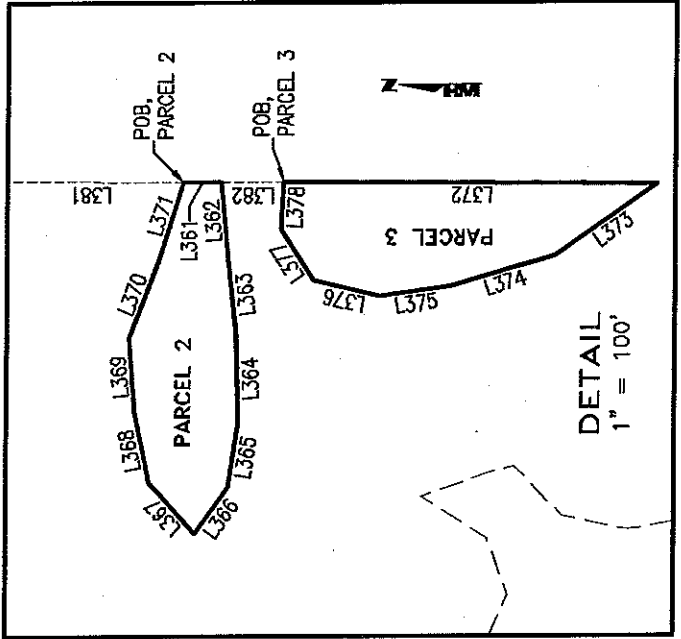 POB,
PARCEL 2
POB,
PARCEL 3
N
L381
L371
L361
L382
L362
L378
L372
L370
L377
PARCEL 3
L373
L369
L363
L376
L375
L374
PARCEL 2
L368
L364
L365
L367
L366
DETAIL
1" = 100'